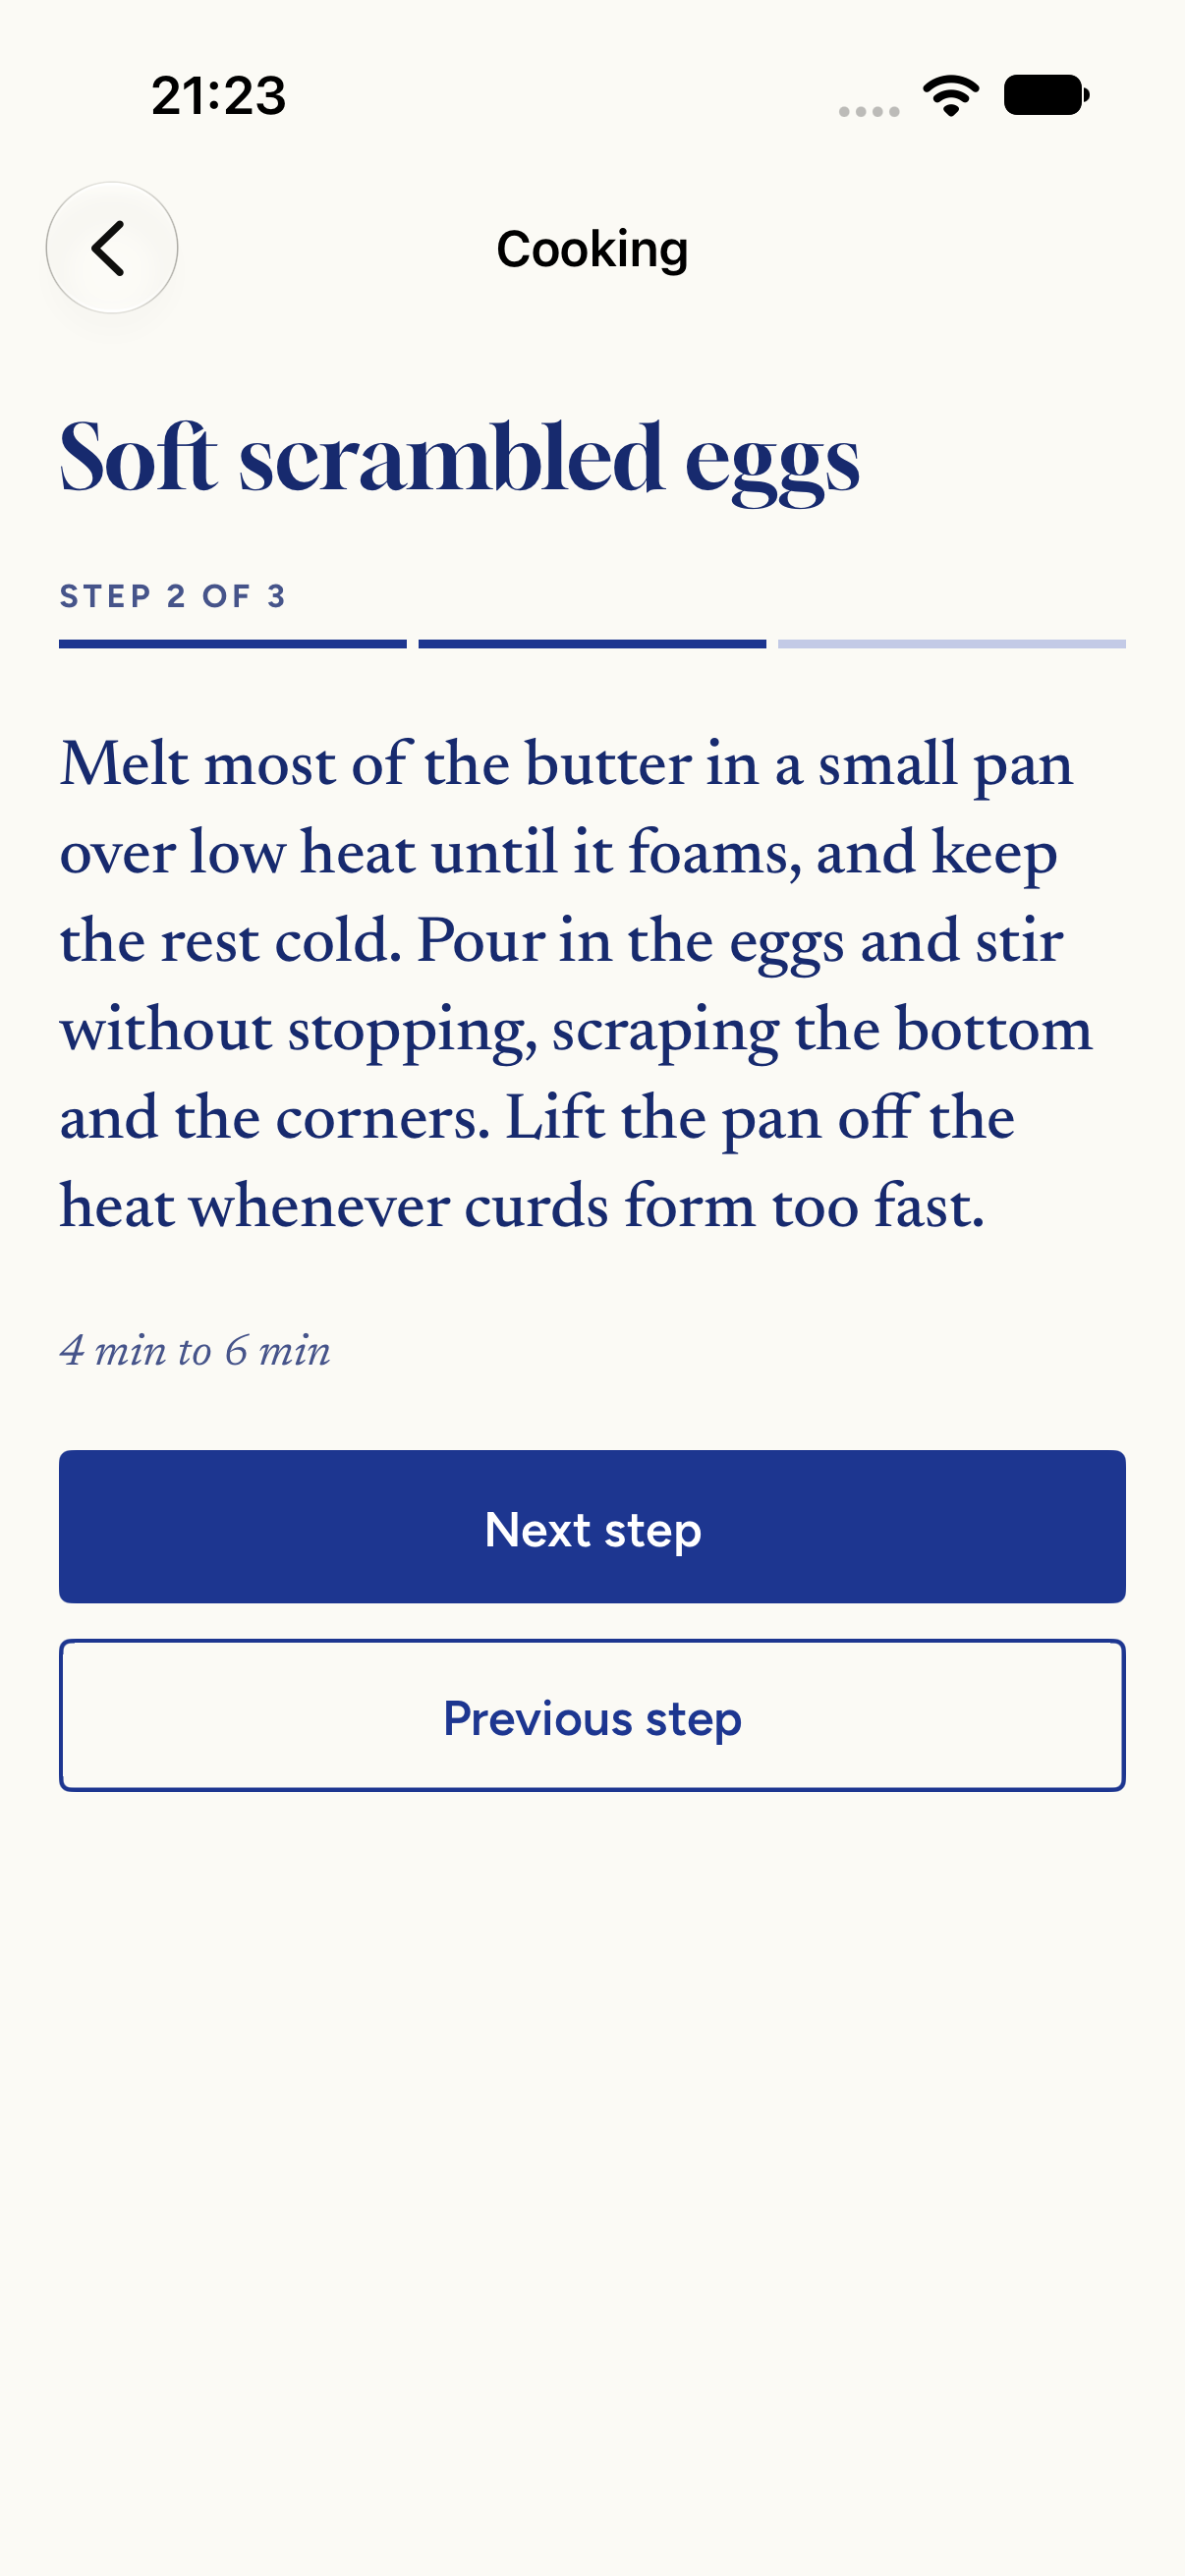 21:23
Cooking
Soft scrambled eggs
STEP 2 OF 3
Melt most of the butter in a small pan
over low heat until it foams, and keep
the rest cold. Pour in the eggs and stir
without stopping, scraping the bottom
and the corners. Lift the pan off the
heat whenever curds form too fast.
4 min to 6 min
Next step
Previous step